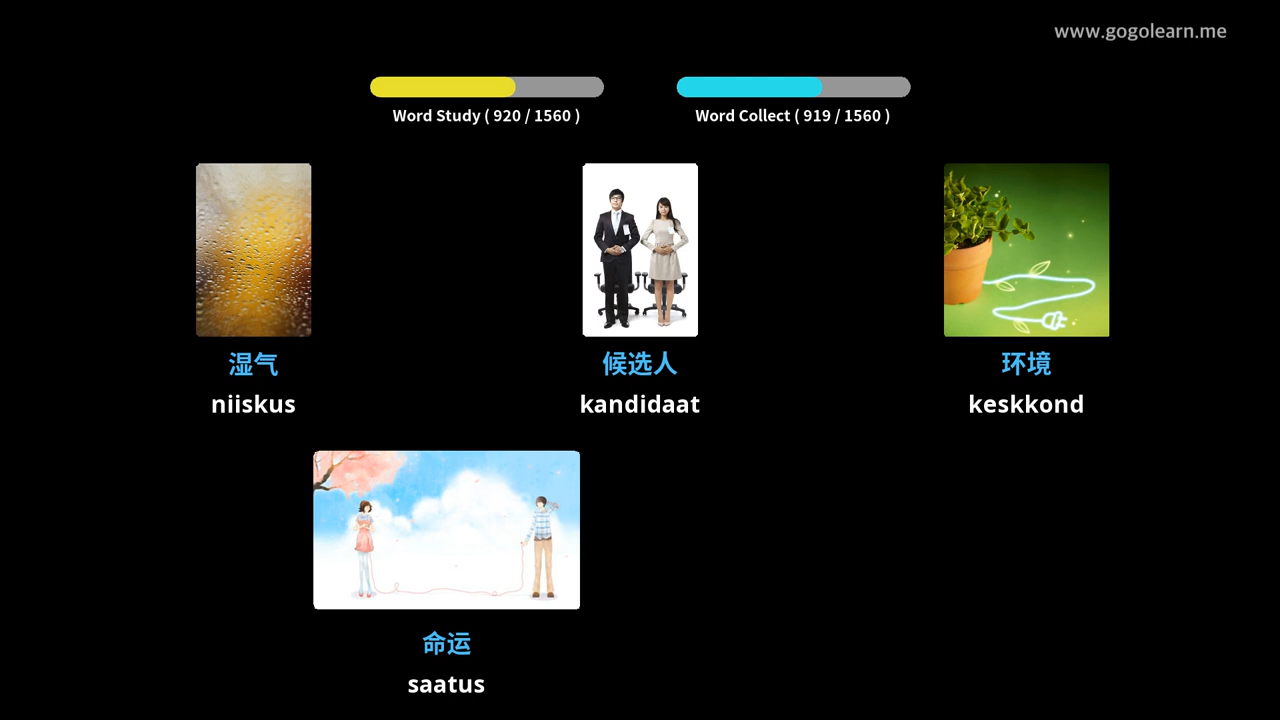 www.gogolearn.me
Word Study ( 920 / 1560 )
Word Collect ( 919 / 1560 )
湿气
niiskus
候选人
kandidaat
环境
keskkond
命运
saatus